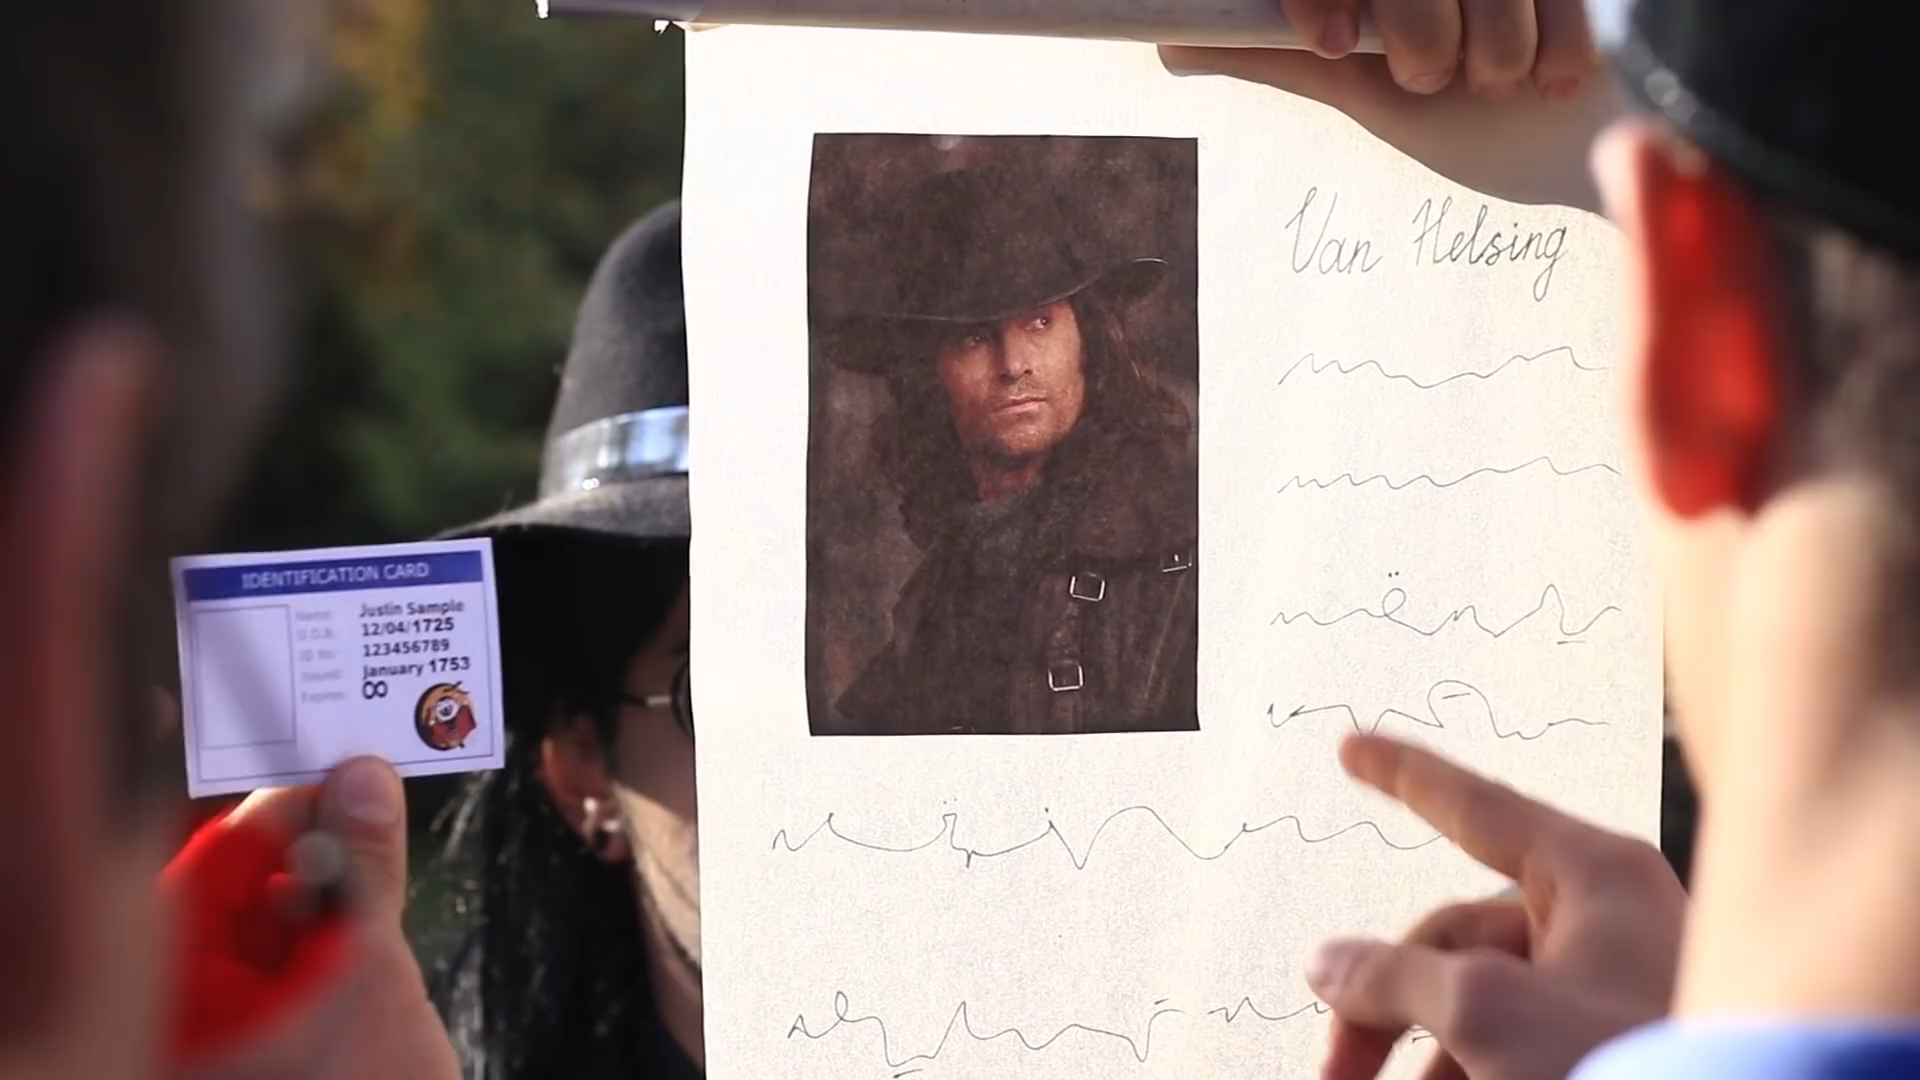 IDENTIFICATION CARD
Name: Justin Sample
D.O.B.: 12/04/1725
ID No: 123456789
Issued: January 1753
Expires: ∞
Van Helsing